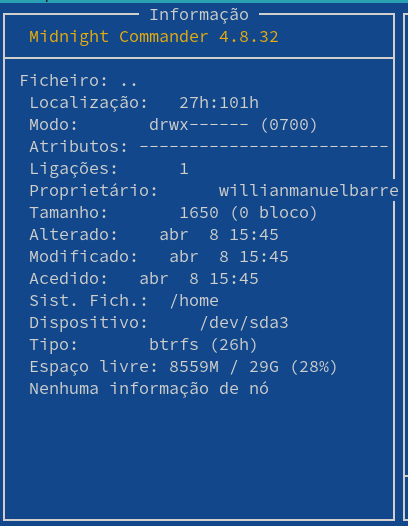 Informação
Midnight Commander 4.8.32
Ficheiro: ..
Localização:   27h:101h
Modo:       drwx------ (0700)
Atributos: -------------------------
Ligações:      1
Proprietário:      willianmanuelbarre
Tamanho:       1650 (0 bloco)
Alterado:    abr  8 15:45
Modificado:   abr  8 15:45
Acedido:   abr  8 15:45
Sist. Fich.:  /home
Dispositivo:     /dev/sda3
Tipo:       btrfs (26h)
Espaço livre: 8559M / 29G (28%)
Nenhuma informação de nó